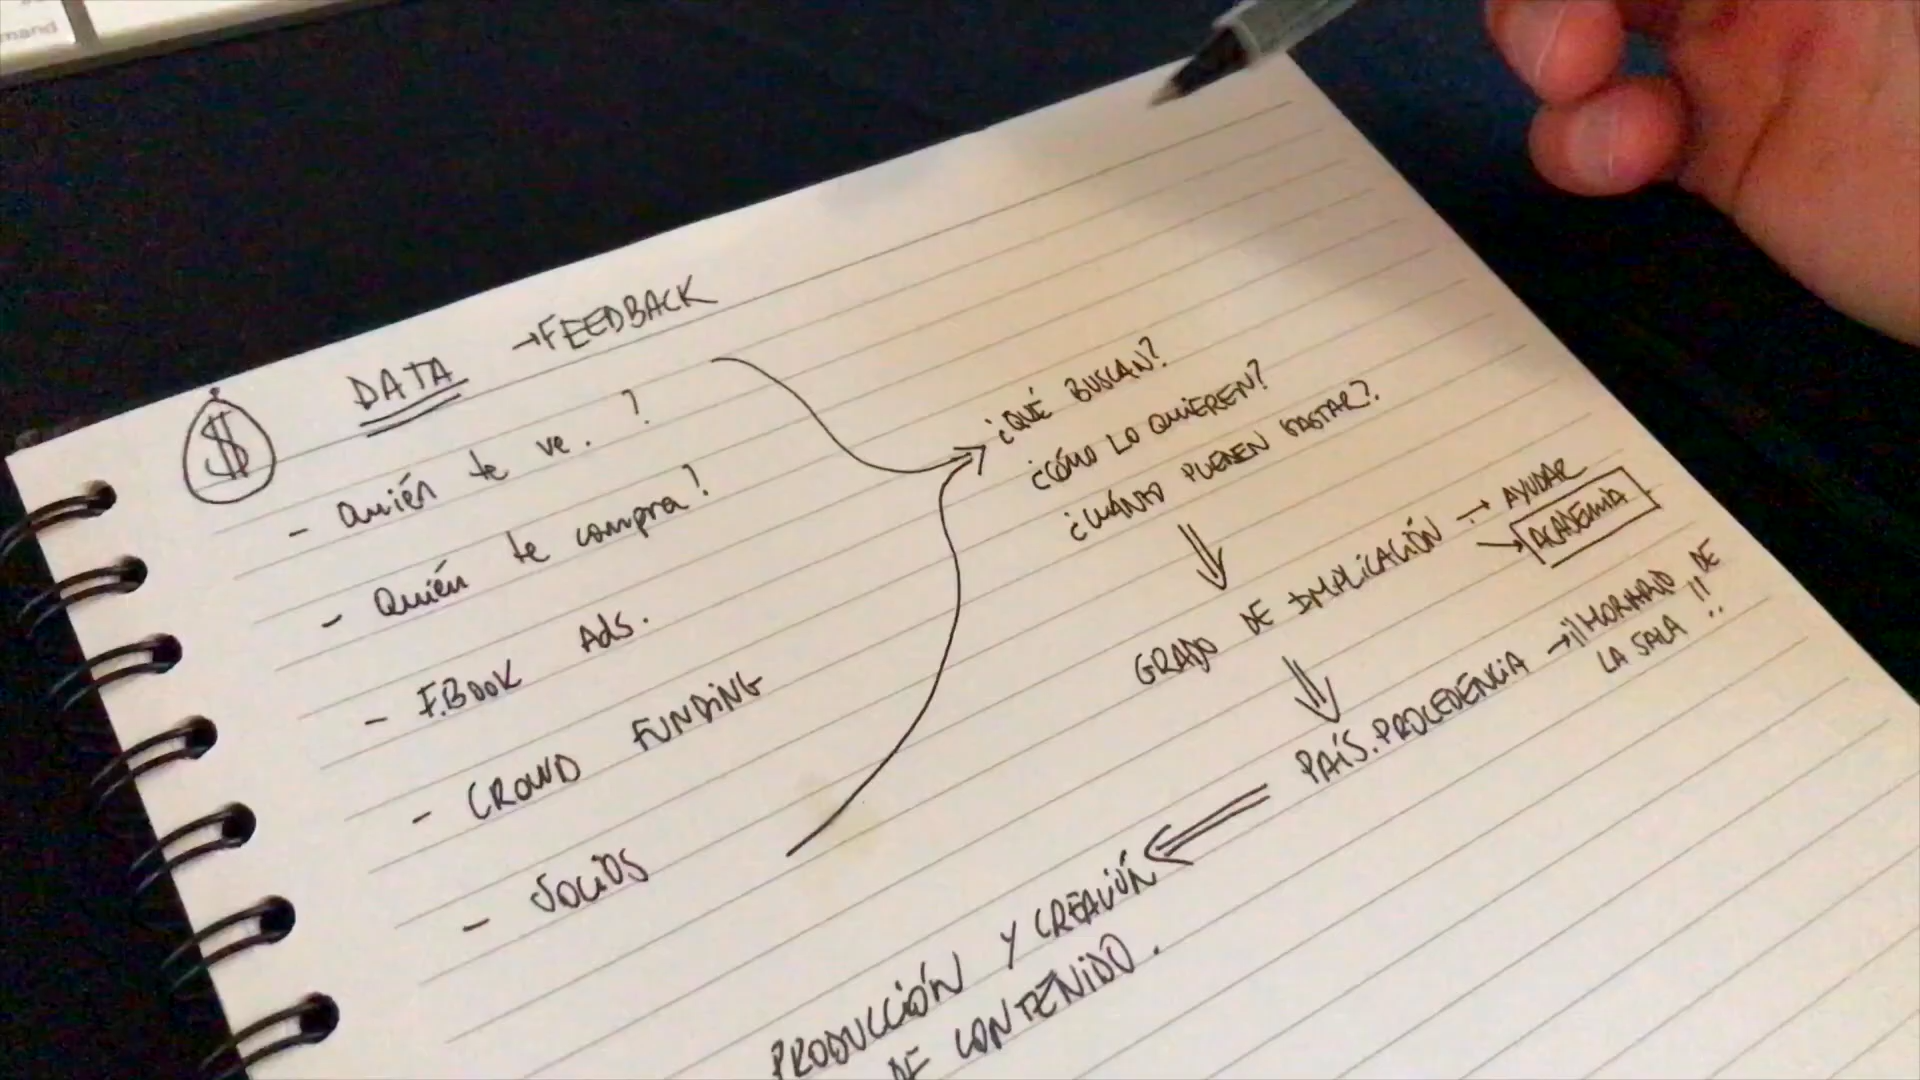 mand
$
DATA → FEEDBACK
- Quién te ve. ?
- Quién te compra?
- F.BOOK Ads.
- CROWD FUNDING
- SOCIOS
¿QUÉ BUSCAN?
¿CÓMO LO QUIEREN?
¿CUÁNTO PUEDEN GASTAR?.
GRADO DE IMPLICACIÓN → AYUDAR
→ ACADEMIA
PAÍS. PROCEDENCIA → ¡¡HORARIO DE
LA SALA !!
PRODUCCIÓN Y CREACIÓN
DE CONTENIDO.